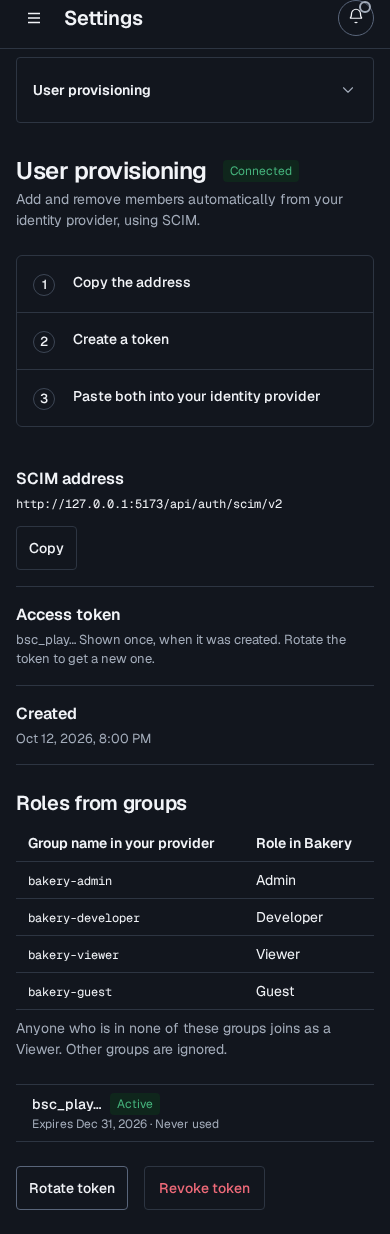 Settings
User provisioning
User provisioning Connected
Add and remove members automatically from your
identity provider, using SCIM.
1 Copy the address
2 Create a token
3 Paste both into your identity provider
SCIM address
http://127.0.0.1:5173/api/auth/scim/v2
Copy
Access token
bsc_play… Shown once, when it was created. Rotate the
token to get a new one.
Created
Oct 12, 2026, 8:00 PM
Roles from groups
Group name in your provider Role in Bakery
bakery-admin Admin
bakery-developer Developer
bakery-viewer Viewer
bakery-guest Guest
Anyone who is in none of these groups joins as a
Viewer. Other groups are ignored.
bsc_play… Active
Expires Dec 31, 2026 · Never used
Rotate token Revoke token